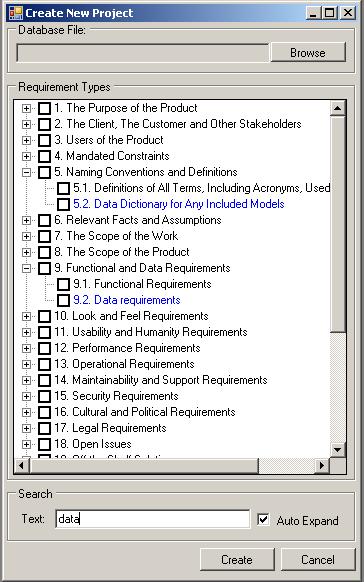 Create New Project
Database File:
Browse
Requirement Types
1. The Purpose of the Product
2. The Client, The Customer and Other Stakeholders
3. Users of the Product
4. Mandated Constraints
5. Naming Conventions and Definitions
5.1. Definitions of All Terms, Including Acronyms, Used
5.2. Data Dictionary for Any Included Models
6. Relevant Facts and Assumptions
7. The Scope of the Work
8. The Scope of the Product
9. Functional and Data Requirements
9.1. Functional Requirements
9.2. Data requirements
10. Look and Feel Requirements
11. Usability and Humanity Requirements
12. Performance Requirements
13. Operational Requirements
14. Maintainability and Support Requirements
15. Security Requirements
16. Cultural and Political Requirements
17. Legal Requirements
18. Open Issues
Search
Text: data Auto Expand
Create Cancel